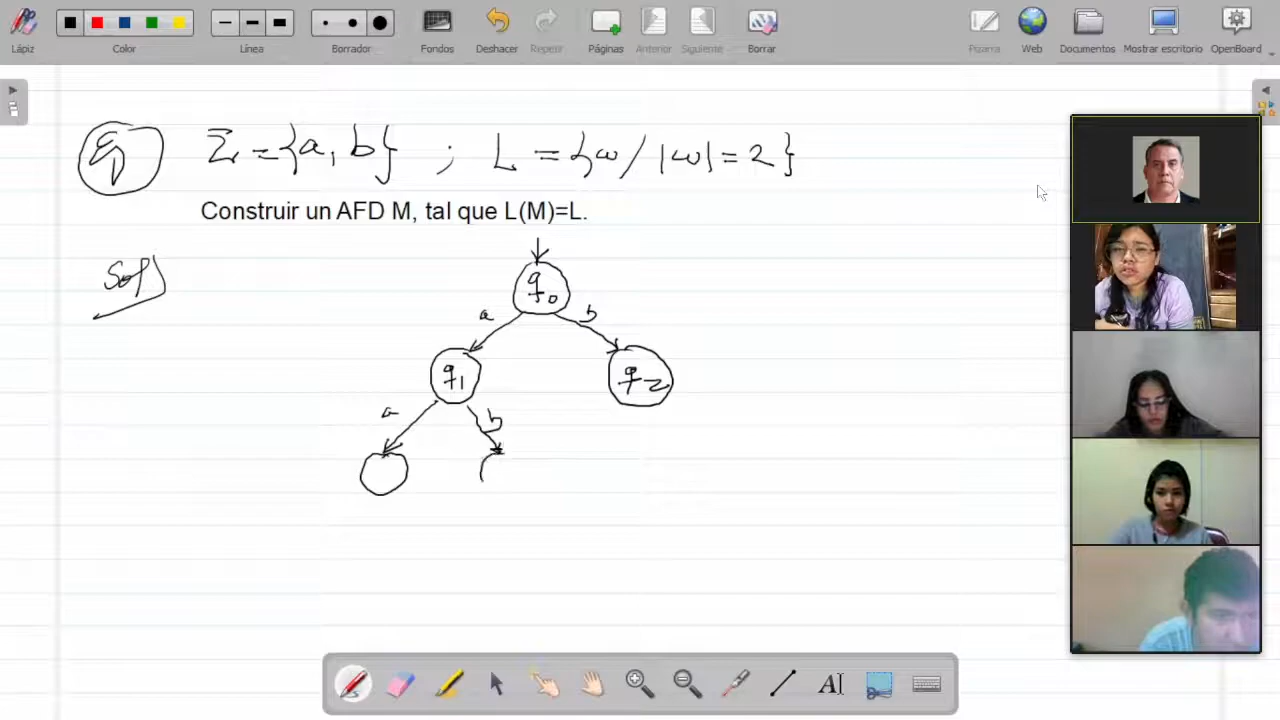 Lápiz Color Línea Borrador Fondos Deshacer Repetir Páginas Anterior Siguiente Borrar Pizarra Web Documentos Mostrar escritorio OpenBoard
Ej Σ = {a, b} ; L = {ω / |ω| = 2}
Construir un AFD M, tal que L(M)=L.
Sol
q0
a b
q1 q2
a b
AI